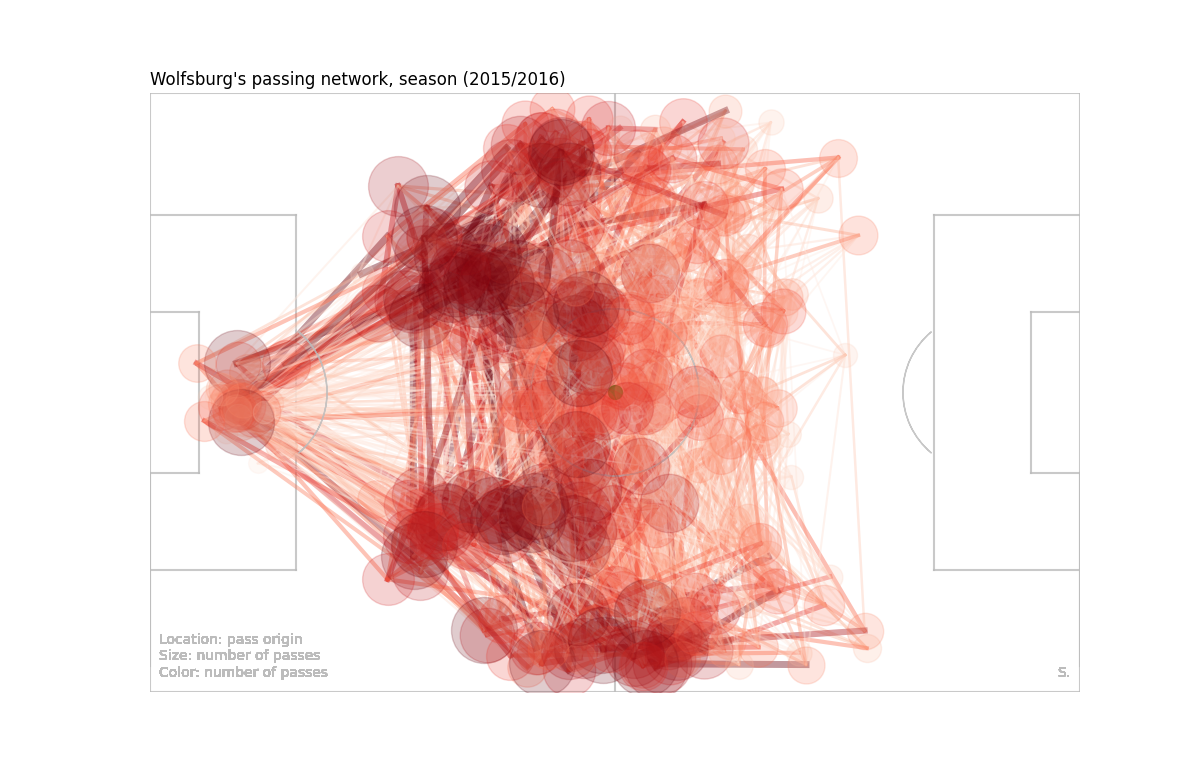 Wolfsburg's passing network, season (2015/2016)
Location: pass origin
Size: number of passes
Color: number of passes
S.